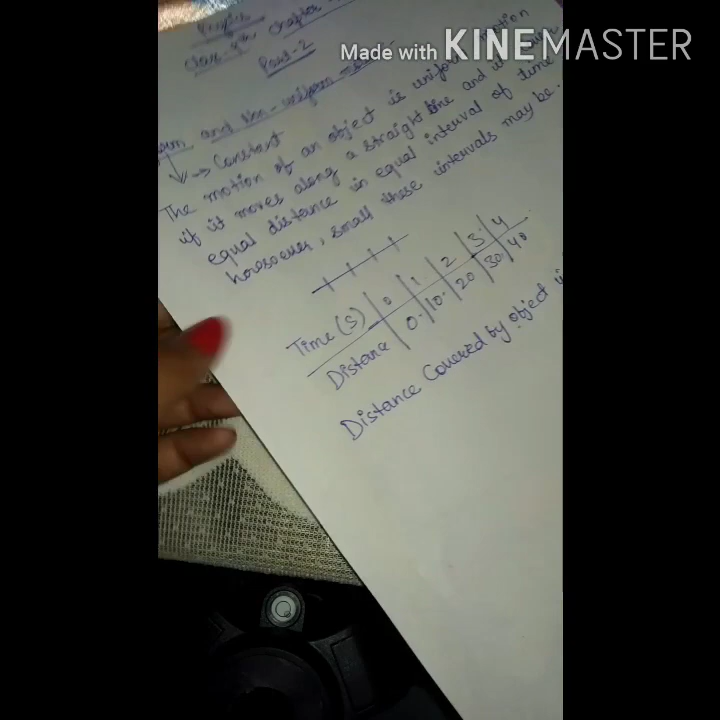 Made with KINEMASTER
Physics
class-9th Chapter
Part-2
and Non-uniform motion-
→ Constant
The motion of an object is uniform motion
if it moves along a straight line and it
equal distance in equal interval of time
howsoever, small these intervals may be.
Time (S) | 0 | 1 | 2 | 3 | 4
Distance | 0 | 10 | 20 | 30 | 40
Distance Covered by object